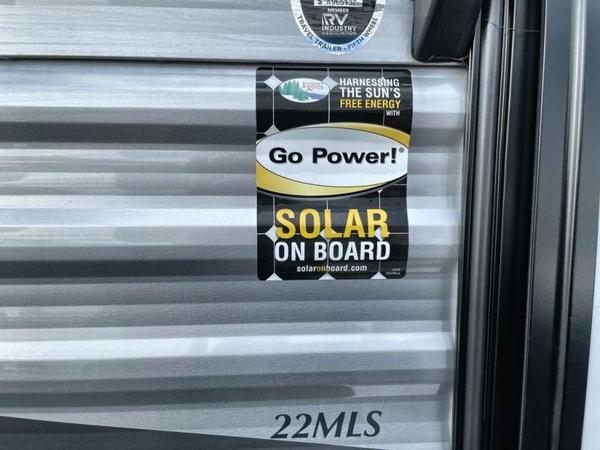 MEMBER
RV
INDUSTRY
ASSOCIATION
TRAVEL TRAILER - FIFTH WHEEL
HARNESSING
THE SUN'S
FREE ENERGY
WITH
Go Power!®
SOLAR
ON BOARD
solaronboard.com
22MLS